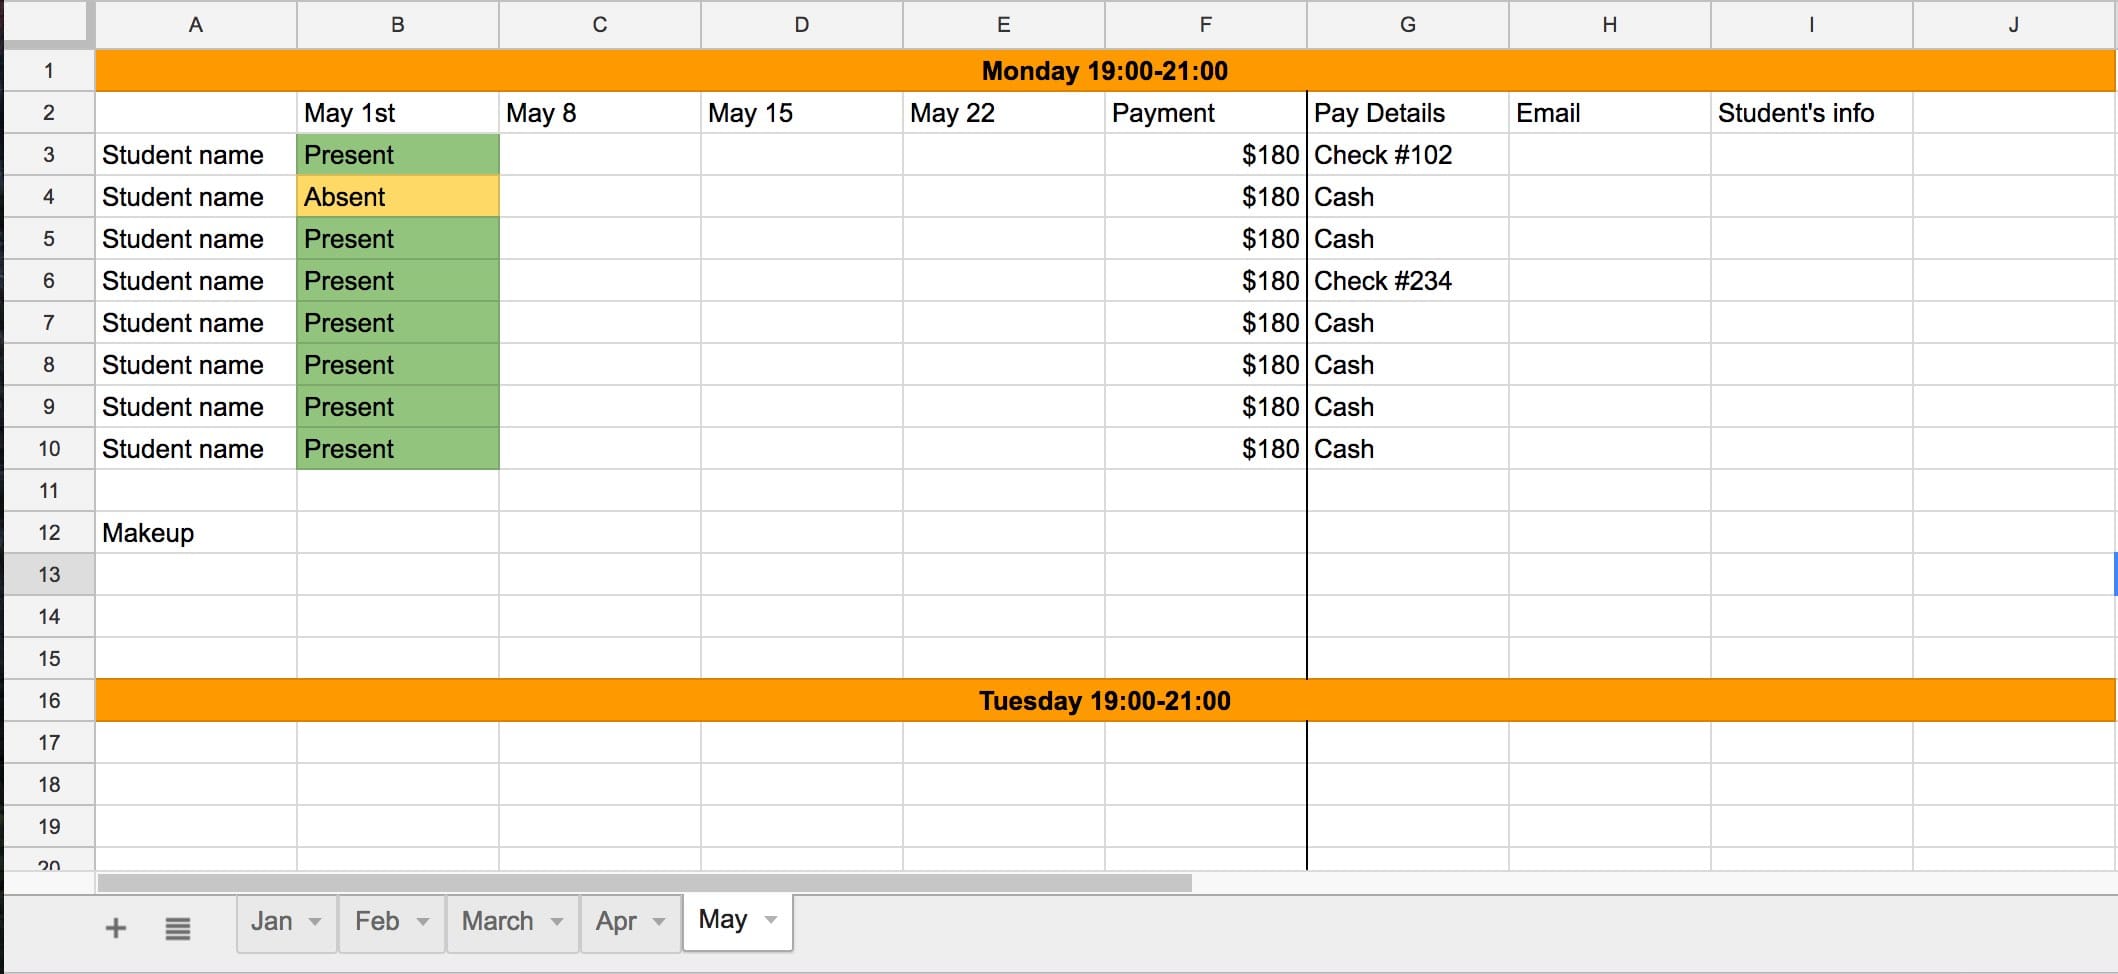 A B C D E F G H I J
1 Monday 19:00-21:00
2 May 1st May 8 May 15 May 22 Payment Pay Details Email Student's info
3 Student name Present $180 Check #102
4 Student name Absent $180 Cash
5 Student name Present $180 Cash
6 Student name Present $180 Check #234
7 Student name Present $180 Cash
8 Student name Present $180 Cash
9 Student name Present $180 Cash
10 Student name Present $180 Cash
11
12 Makeup
13
14
15
16 Tuesday 19:00-21:00
17
18
19
20
+ Jan Feb March Apr May